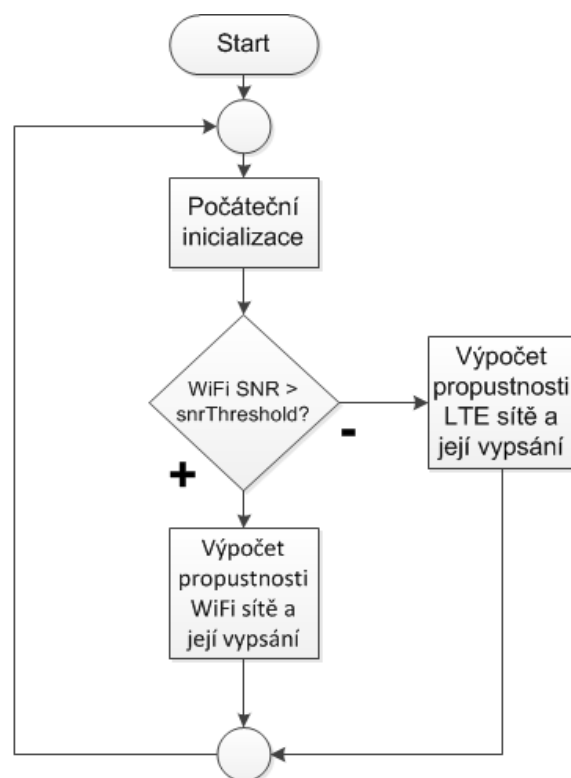 Start
Počáteční
inicializace
WiFi SNR >
snrThreshold?
-
+
Výpočet
propustnosti
LTE sítě a
její vypsání
Výpočet
propustnosti
WiFi sítě a
její vypsání